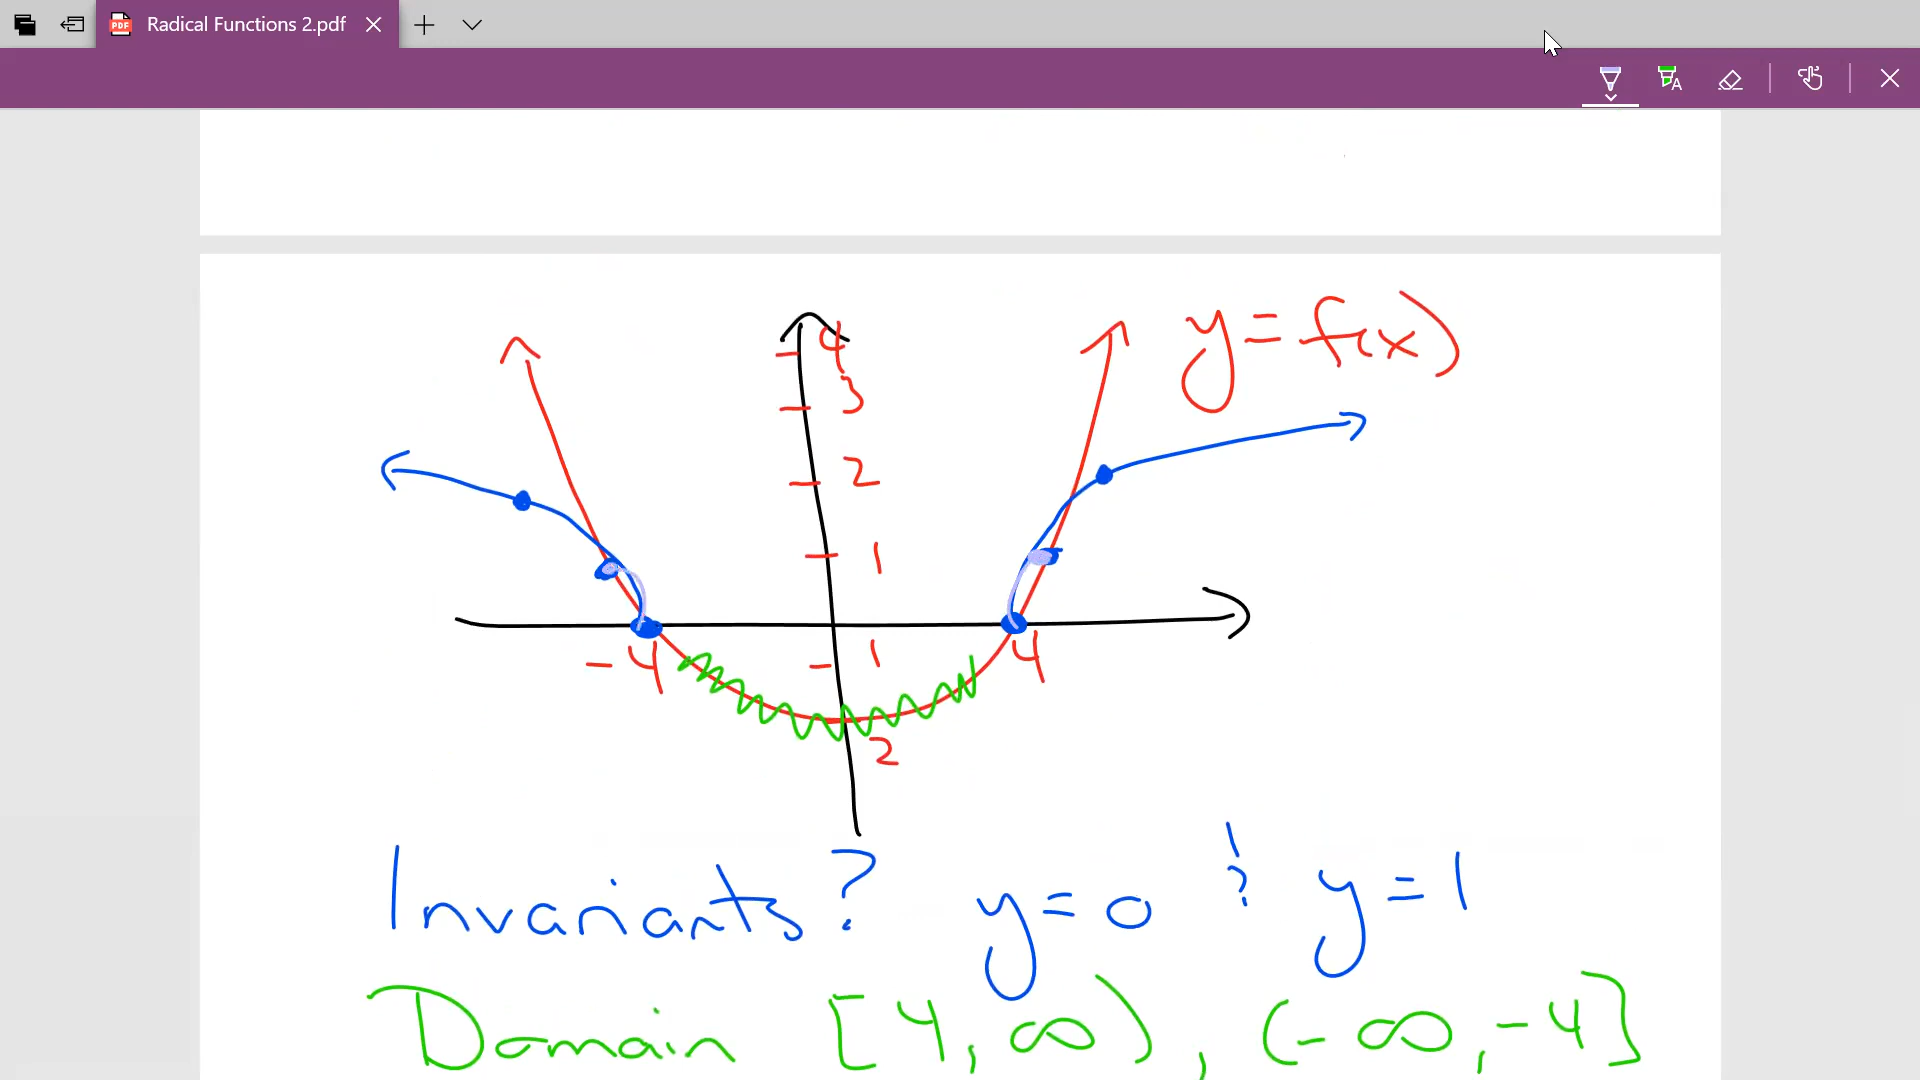 Radical Functions 2.pdf
y = f(x)
4
3
2
1
-4
- 1
4
2
Invariants? y = 0 ; y = 1
Domain [4, ∞), (-∞, -4]